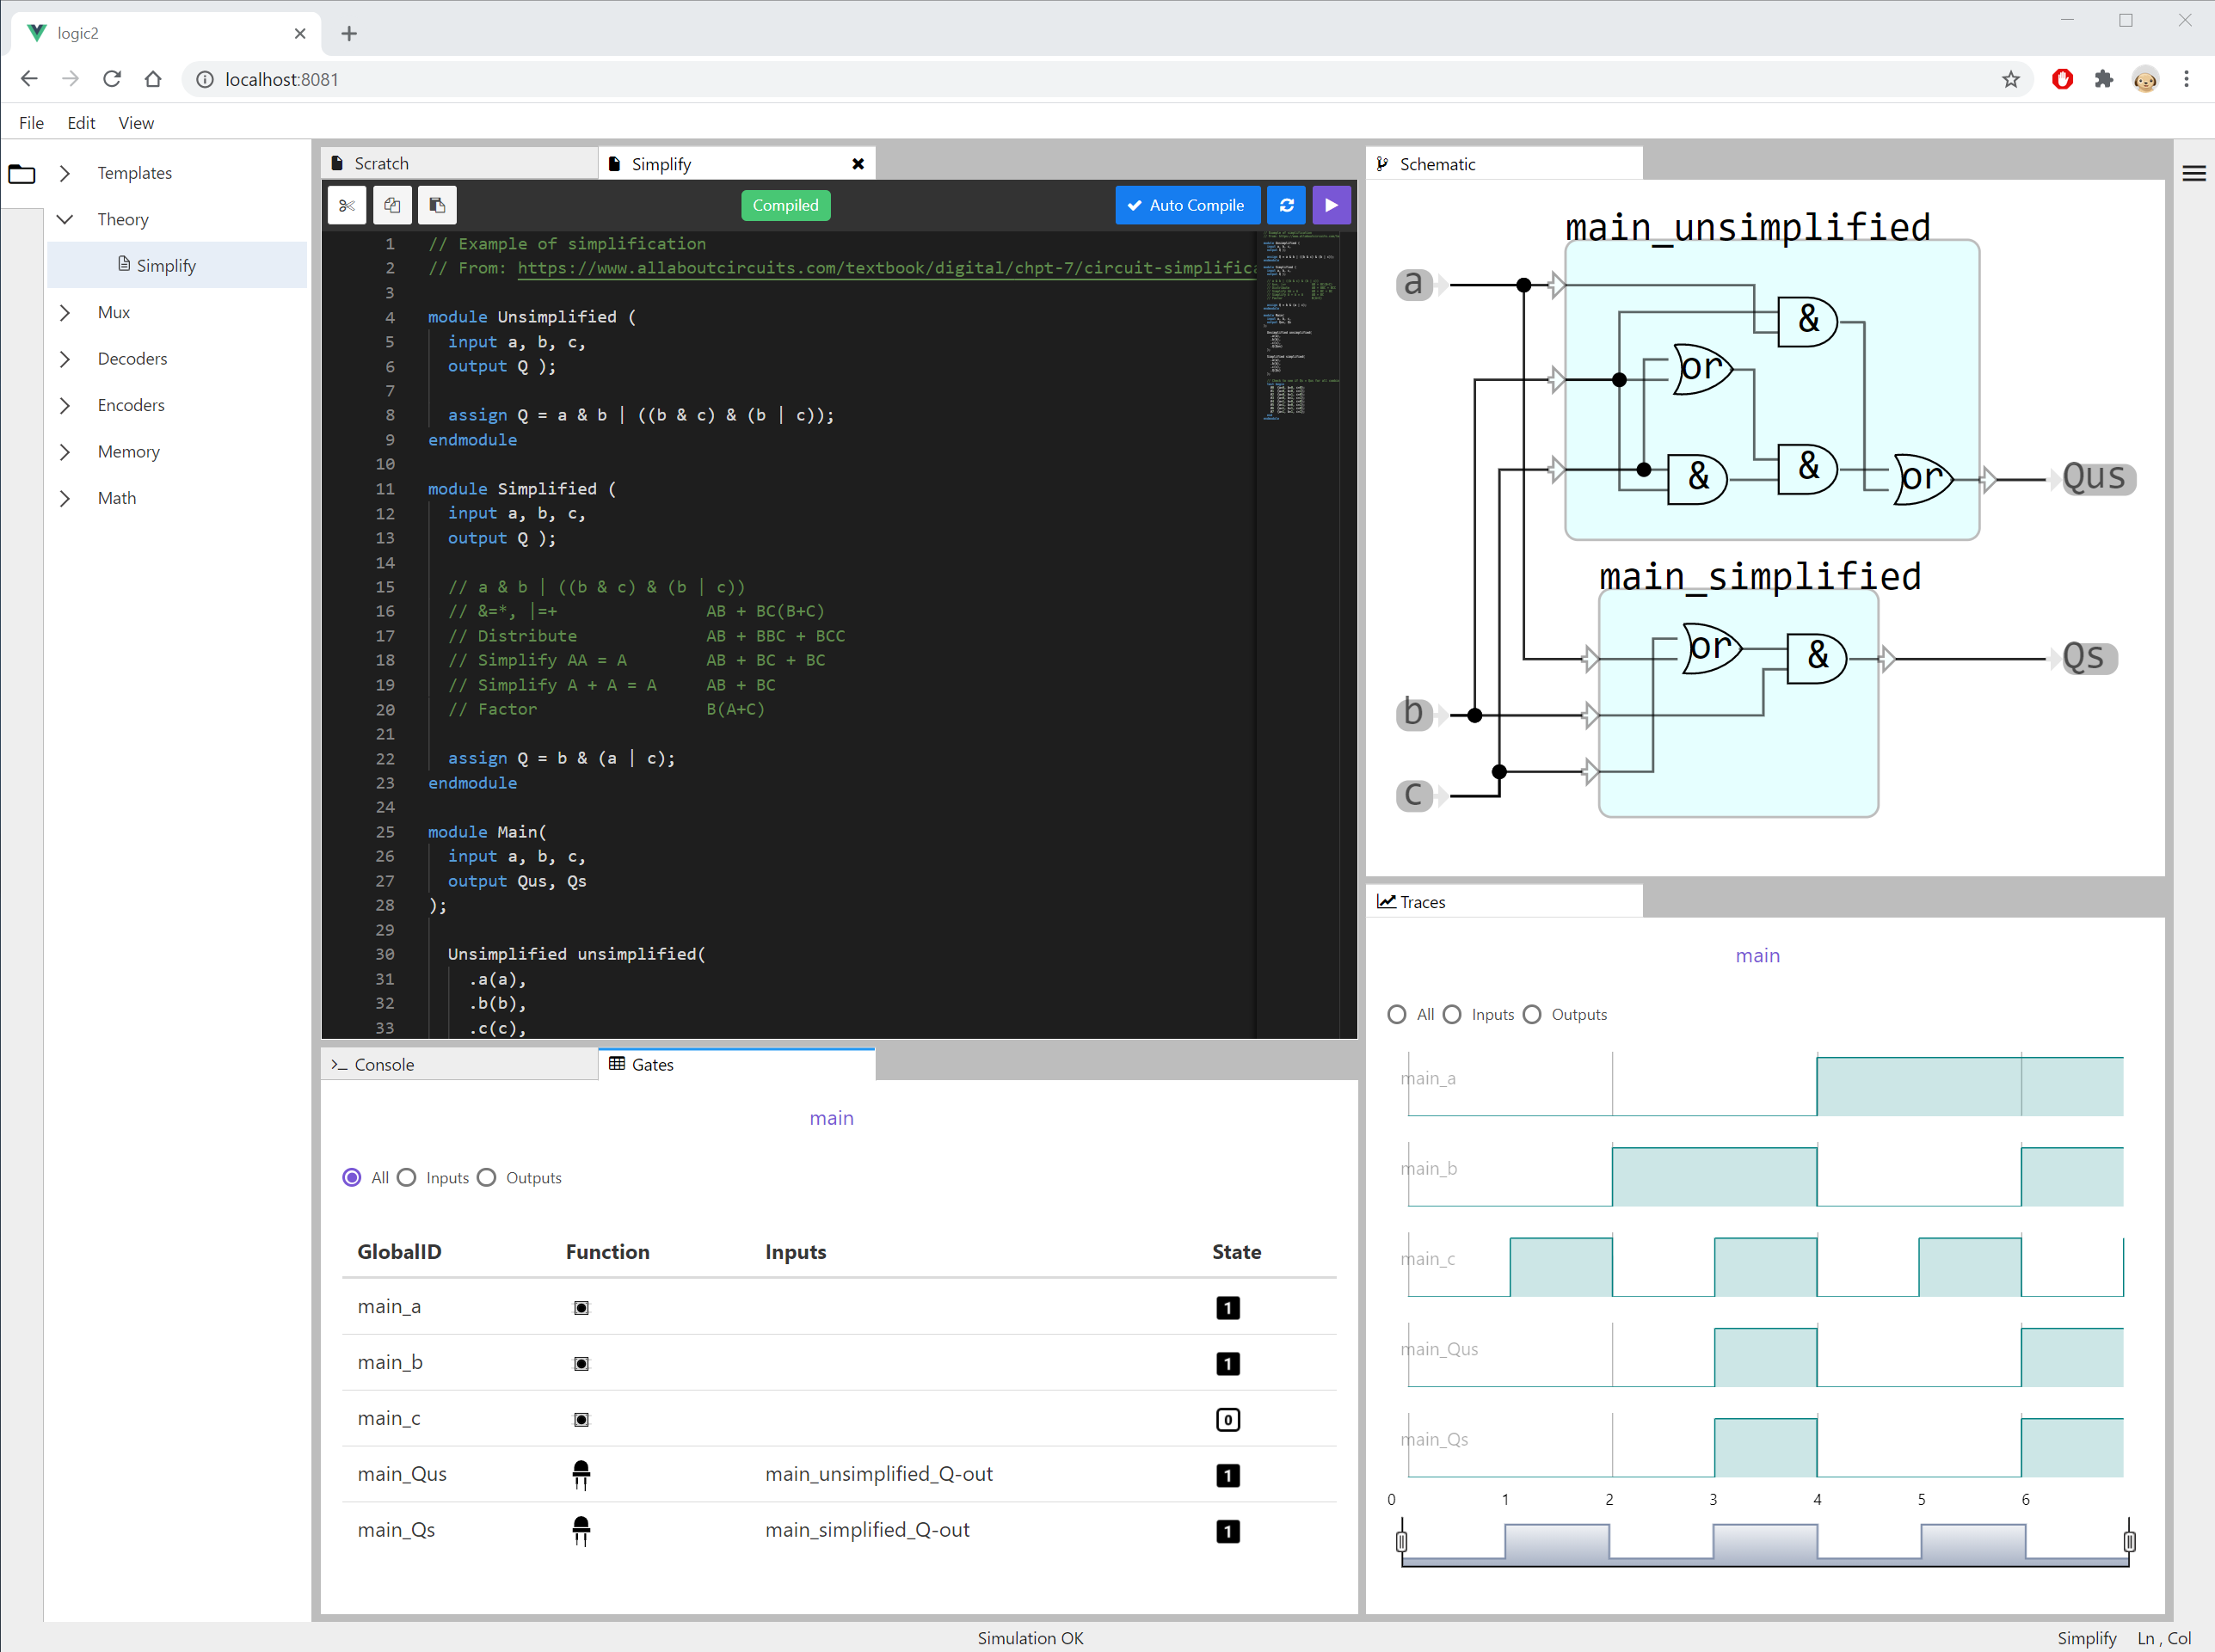 logic2
localhost:8081
File Edit View
Templates
Theory
Simplify
Mux
Decoders
Encoders
Memory
Math
Scratch
Simplify
Compiled
Auto Compile
1 // Example of simplification
2 // From: https://www.allaboutcircuits.com/textbook/digital/chpt-7/circuit-simplific
3
4 module Unsimplified (
5 input a, b, c,
6 output Q );
7
8 assign Q = a & b | ((b & c) & (b | c));
9 endmodule
10
11 module Simplified (
12 input a, b, c,
13 output Q );
14
15 // a & b | ((b & c) & (b | c))
16 // &=*, |=+ AB + BC(B+C)
17 // Distribute AB + BBC + BCC
18 // Simplify AA = A AB + BC + BC
19 // Simplify A + A = A AB + BC
20 // Factor B(A+C)
21
22 assign Q = b & (a | c);
23 endmodule
24
25 module Main(
26 input a, b, c,
27 output Qus, Qs
28 );
29
30 Unsimplified unsimplified(
31 .a(a),
32 .b(b),
33 .c(c),
Console
Gates
main
All Inputs Outputs
GlobalID Function Inputs State
main_a 1
main_b 1
main_c 0
main_Qus main_unsimplified_Q-out 1
main_Qs main_simplified_Q-out 1
Schematic
main_unsimplified
a
&
or
&
&
or
Qus
main_simplified
or
&
Qs
b
c
Traces
main
All Inputs Outputs
main_a
main_b
main_c
main_Qus
main_Qs
0 1 2 3 4 5 6
Simulation OK
Simplify Ln , Col